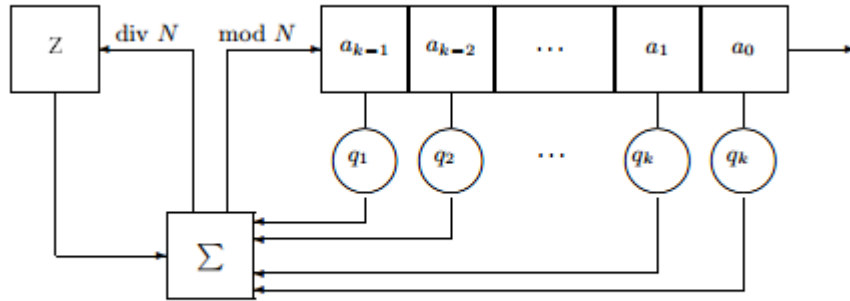 Z div N mod N a_{k-1} a_{k-2} ... a_1 a_0
q_1 q_2 ... q_k q_k
∑